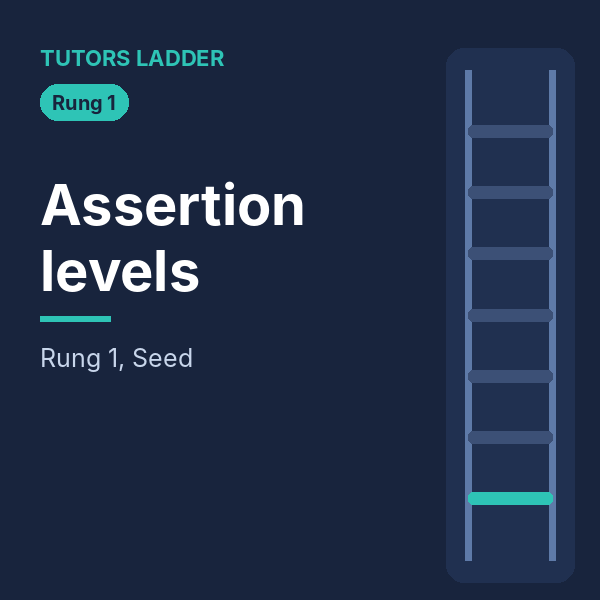 TUTORS LADDER
Rung 1
Assertion
levels
Rung 1, Seed